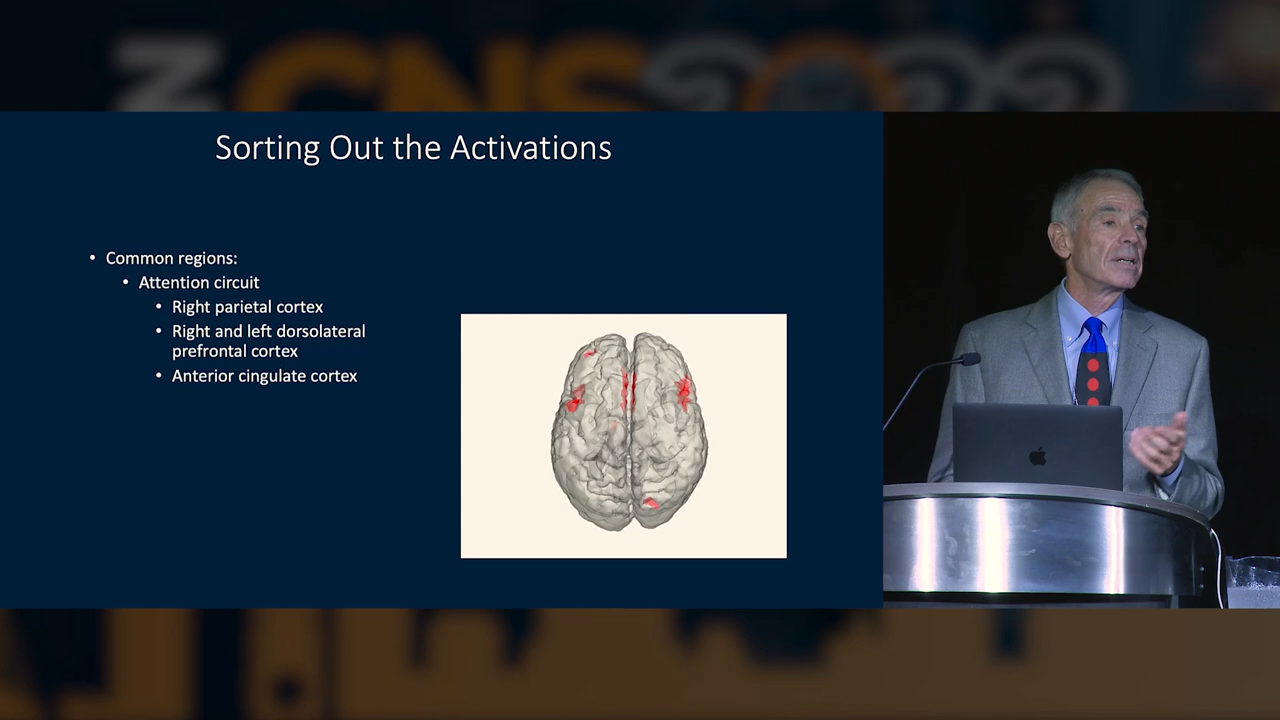 CNS2022
Sorting Out the Activations
• Common regions:
• Attention circuit
• Right parietal cortex
• Right and left dorsolateral
prefrontal cortex
• Anterior cingulate cortex